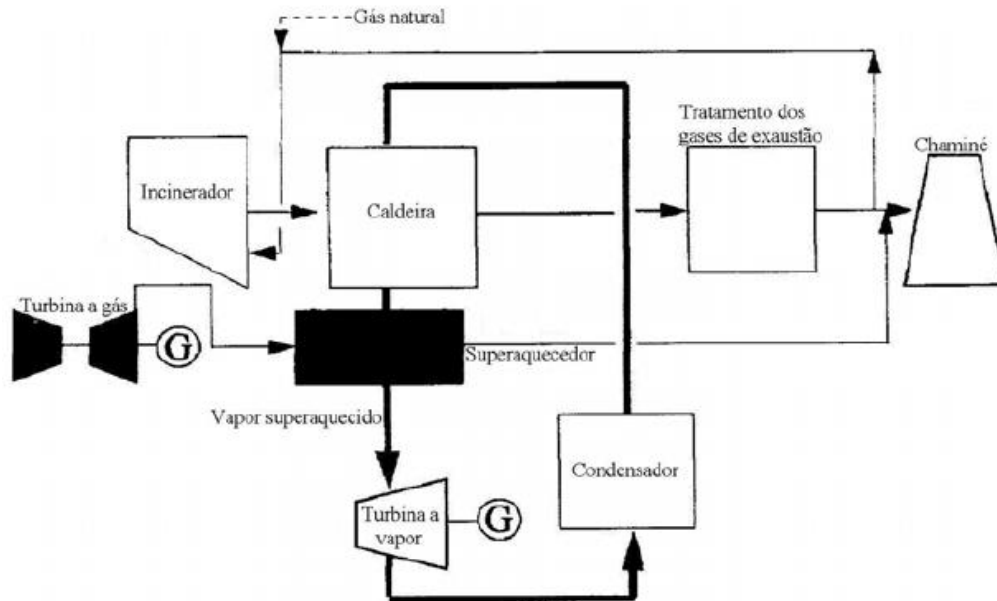 Gás natural
Tratamento dos
gases de exaustão
Chaminé
Incinerador
Caldeira
Turbina a gás
G
Superaquecedor
Vapor superaquecido
Condensador
Turbina a
vapor
G